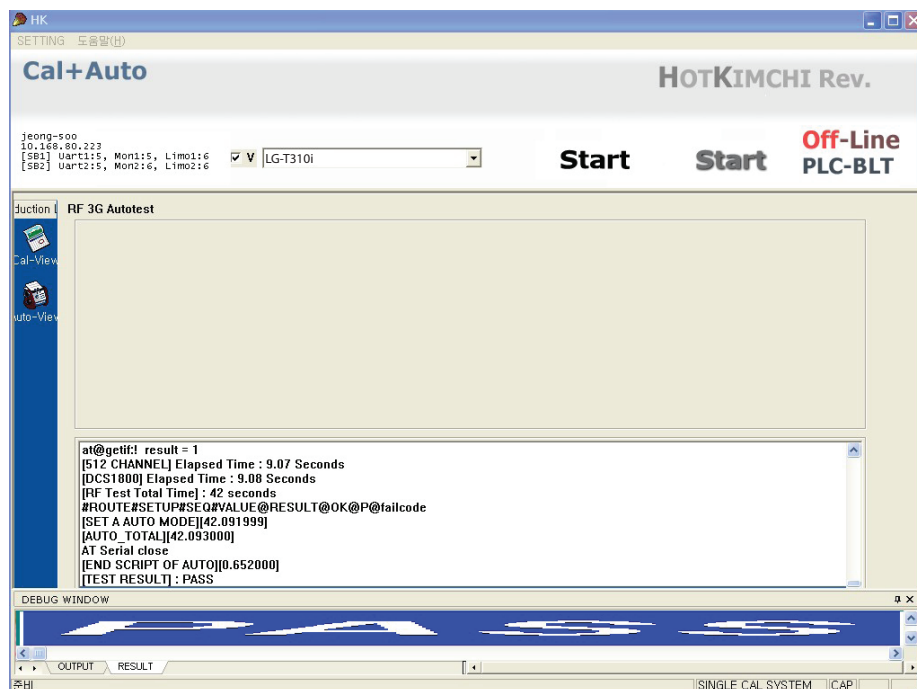 HK
SETTING 도움말(H)
Cal+Auto
HOTKIMCHI Rev.
jeong-soo
10.168.80.223
[SB1] Uart1:5, Mon1:5, Limo1:6
[SB2] Uart2:5, Mon2:6, Limo2:6
V LG-T310i
Start
Start
Off-Line
PLC-BLT
duction L
RF 3G Autotest
Cal-View
uto-View
at@getif:! result = 1
[512 CHANNEL] Elapsed Time : 9.07 Seconds
[DCS1800] Elapsed Time : 9.08 Seconds
[RF Test Total Time] : 42 seconds
#ROUTE#SETUP#SEQ#VALUE@RESULT@OK@P@failcode
[SET A AUTO MODE][42.091999]
[AUTO_TOTAL][42.093000]
AT Serial close
[END SCRIPT OF AUTO][0.652000]
[TEST RESULT] : PASS
DEBUG WINDOW
PASS
OUTPUT RESULT
준비
SINGLE CAL SYSTEM CAP